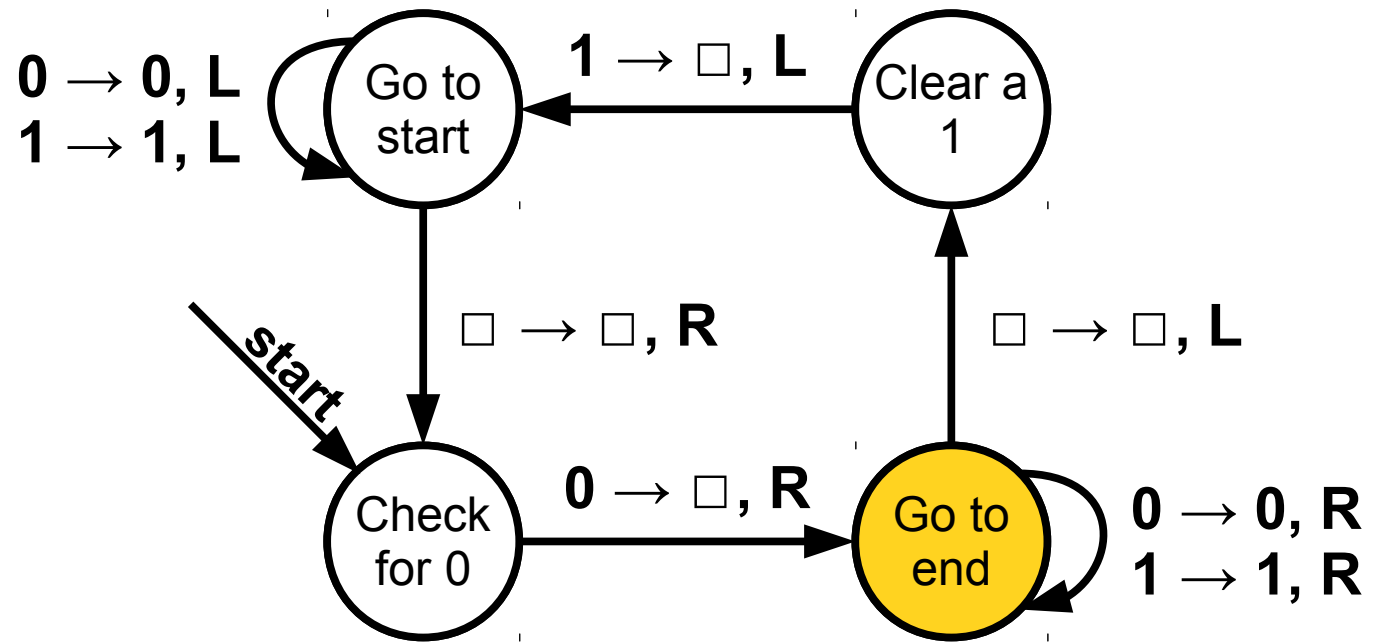 Go to
start
Clear a
1
1 → □, L
0 → 0, L
1 → 1, L
□ → □, R
□ → □, L
start
Check
for 0
0 → □, R
Go to
end
0 → 0, R
1 → 1, R